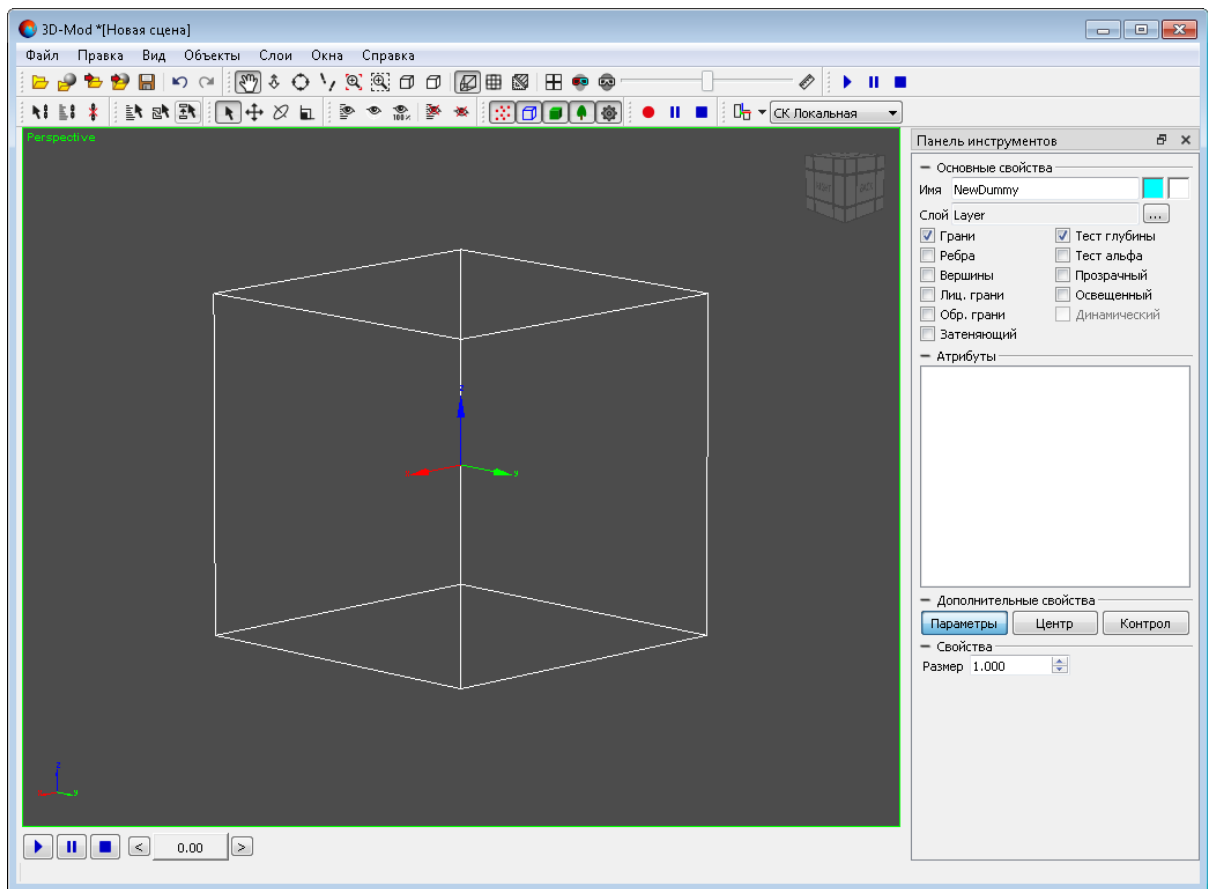 3D-Mod *[Новая сцена]
Файл Правка Вид Объекты Слои Окна Справка
100%
СК Локальная
Perspective
Панель инструментов
Основные свойства
Имя NewDummy
Слой Layer ...
Грани Тест глубины
Ребра Тест альфа
Вершины Прозрачный
Лиц. грани Освещенный
Обр. грани Динамический
Затеняющий
Атрибуты
Дополнительные свойства
Параметры Центр Контрол
Свойства
Размер 1.000
z
x y
z
x y
< 0.00 >